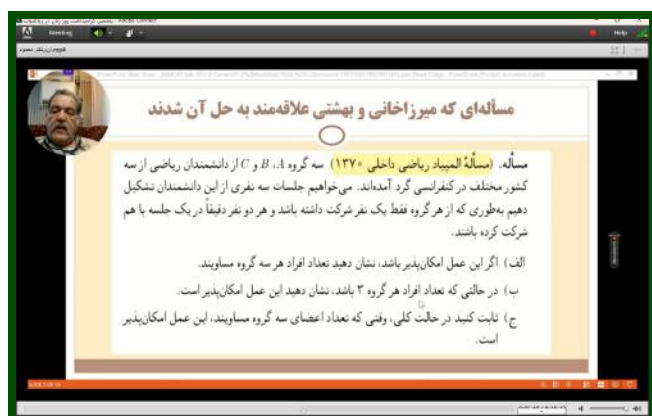 Adobe Connect
Meeting
Help
مسأله‌ای که میرزاخانی و بهشتی علاقه‌مند به حل آن شدند
مسأله. (مسألهٔ المپیاد ریاضی داخلی ۱۳۷۰) سه گروه A، B و C از دانشمندان ریاضی از سه
کشور مختلف در کنفرانسی گرد آمده‌اند. می‌خواهیم جلسات سه نفری از این دانشمندان تشکیل
دهیم به‌طوری که از هر گروه فقط یک نفر شرکت داشته باشد و هر دو نفر دقیقاً در یک جلسه با هم
شرکت کرده باشند.
الف) اگر این عمل امکان‌پذیر باشد، نشان دهید تعداد افراد هر سه گروه مساویند.
ب) در حالتی که تعداد افراد هر گروه ۳ باشد، نشان دهید این عمل امکان‌پذیر است.
ج) ثابت کنید در حالت کلی، وقتی که تعداد اعضای سه گروه مساویند، این عمل امکان‌پذیر
است.